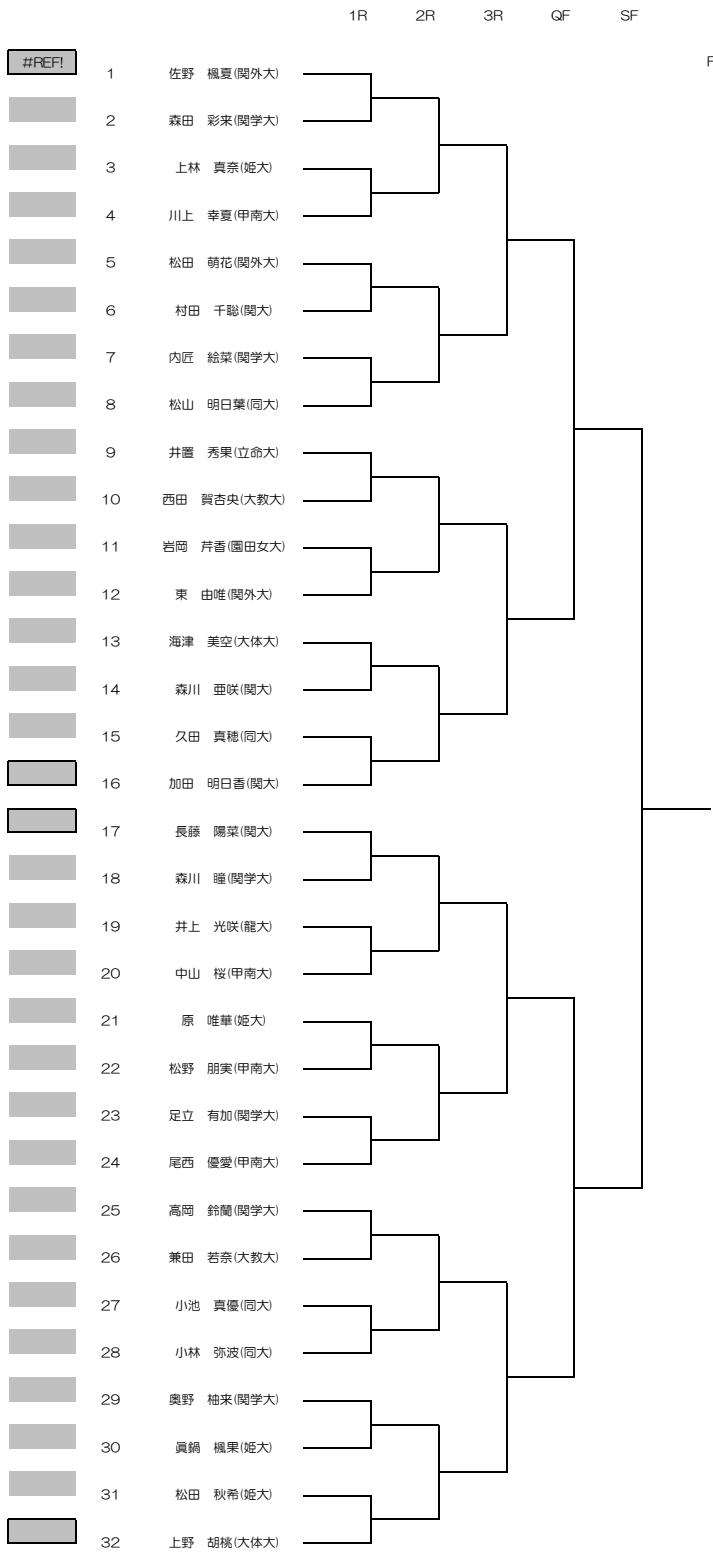 1R 2R 3R QF SF
#REF! F
1 佐野 楓夏(関外大)
2 森田 彩来(関学大)
3 上林 真奈(姫大)
4 川上 幸夏(甲南大)
5 松田 萌花(関外大)
6 村田 千聡(関大)
7 内匠 絵菜(関学大)
8 松山 明日葉(同大)
9 井置 秀果(立命大)
10 西田 賀杏央(大教大)
11 岩岡 芹香(園田女大)
12 東 由唯(関外大)
13 海津 美空(大体大)
14 森川 亜咲(関大)
15 久田 真穂(同大)
16 加田 明日香(関大)
17 長藤 陽菜(関大)
18 森川 瞳(関学大)
19 井上 光咲(龍大)
20 中山 桜(甲南大)
21 原 唯華(姫大)
22 松野 朋実(甲南大)
23 足立 有加(関学大)
24 尾西 優愛(甲南大)
25 高岡 鈴蘭(関学大)
26 兼田 若奈(大教大)
27 小池 真優(同大)
28 小林 弥波(同大)
29 奥野 柚来(関学大)
30 眞鍋 楓果(姫大)
31 松田 秋希(姫大)
32 上野 胡桃(大体大)